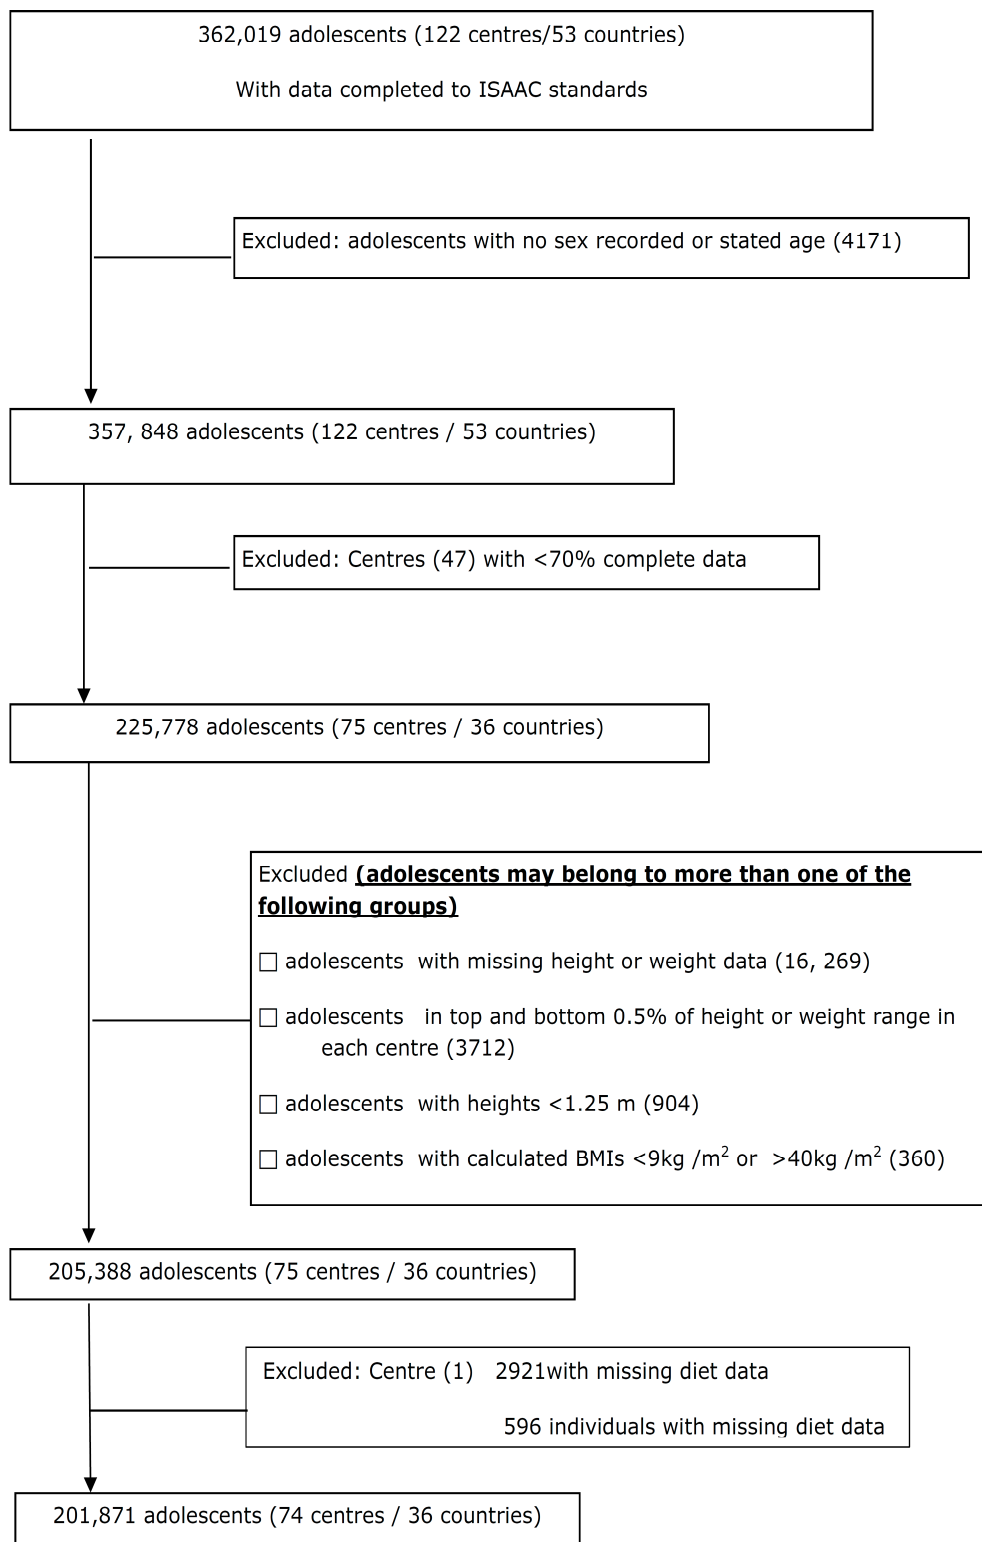 362,019 adolescents (122 centres/53 countries)
With data completed to ISAAC standards
Excluded: adolescents with no sex recorded or stated age (4171)
357, 848 adolescents (122 centres / 53 countries)
Excluded: Centres (47) with <70% complete data
225,778 adolescents (75 centres / 36 countries)
Excluded (adolescents may belong to more than one of the
following groups)
□ adolescents with missing height or weight data (16, 269)
□ adolescents in top and bottom 0.5% of height or weight range in
each centre (3712)
□ adolescents with heights <1.25 m (904)
□ adolescents with calculated BMIs <9kg /m² or >40kg /m² (360)
205,388 adolescents (75 centres / 36 countries)
Excluded: Centre (1) 2921with missing diet data
596 individuals with missing diet data
201,871 adolescents (74 centres / 36 countries)